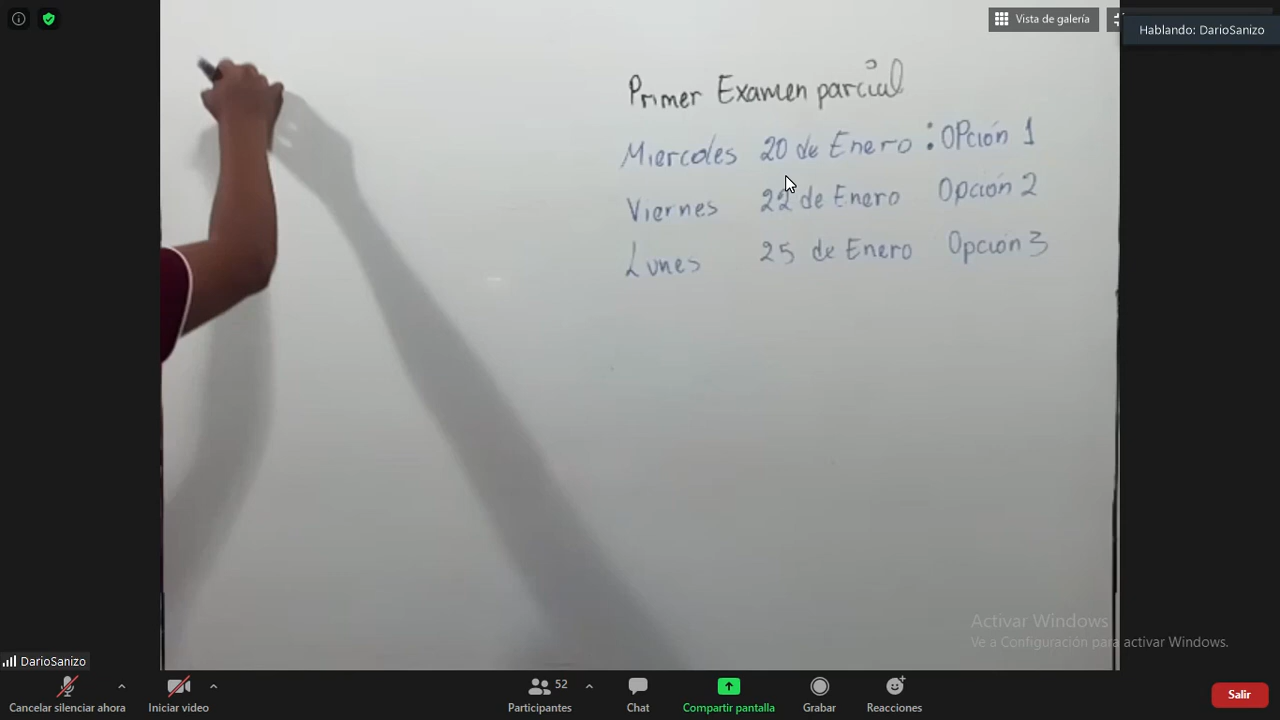 Vista de galería
Hablando: DarioSanizo
Primer Examen parcial
Miercoles 20 de Enero : OPción 1
Viernes 22 de Enero Opción 2
Lunes 25 de Enero Opción 3
Activar Windows
Ve a Configuración para activar Windows.
DarioSanizo
Cancelar silenciar ahora
Iniciar video
52
Participantes
Chat
Compartir pantalla
Grabar
Reacciones
Salir